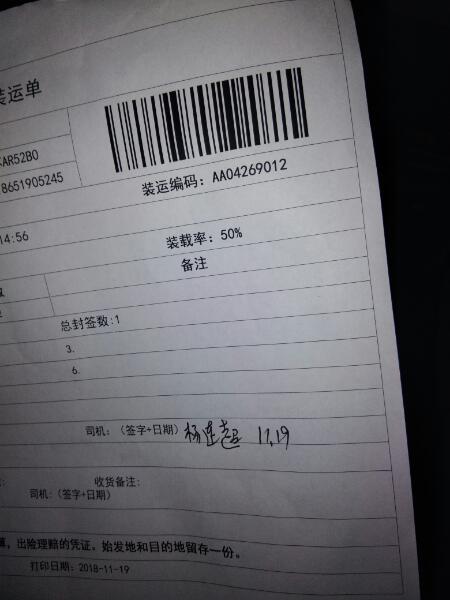 装运单
KAR52B0
18651905245
装运编码: AA04269012
14:56
装载率: 50%
备注
总封签数:1
3.
6.
司机: (签字+日期) 杨连超 11.19
收货备注:
司机: (签字+日期)
, 出险理赔的凭证。始发地和目的地留存一份。
打印日期: 2018-11-19